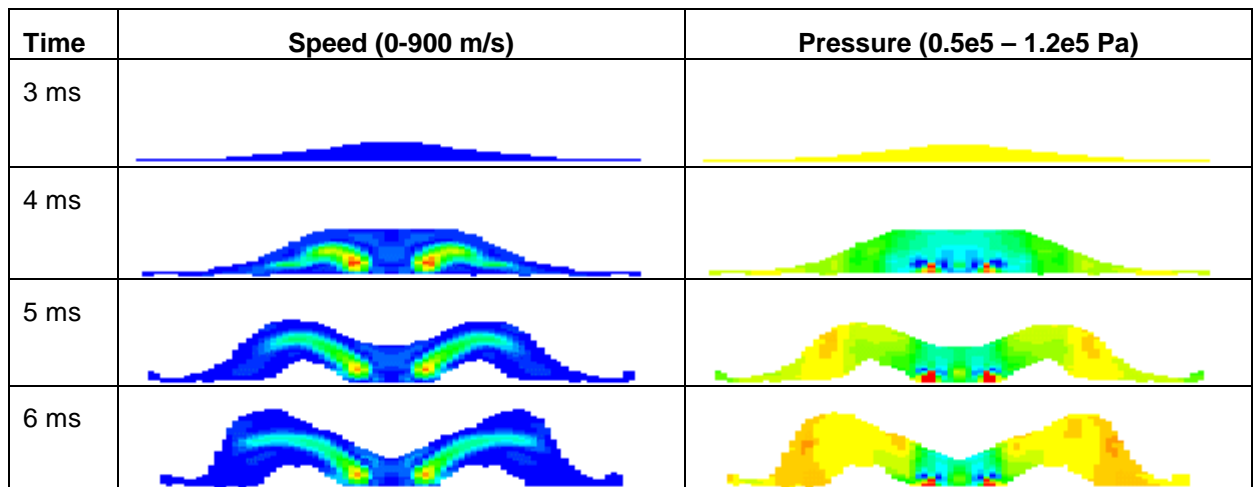 Time Speed (0-900 m/s) Pressure (0.5e5 – 1.2e5 Pa)
3 ms
4 ms
5 ms
6 ms